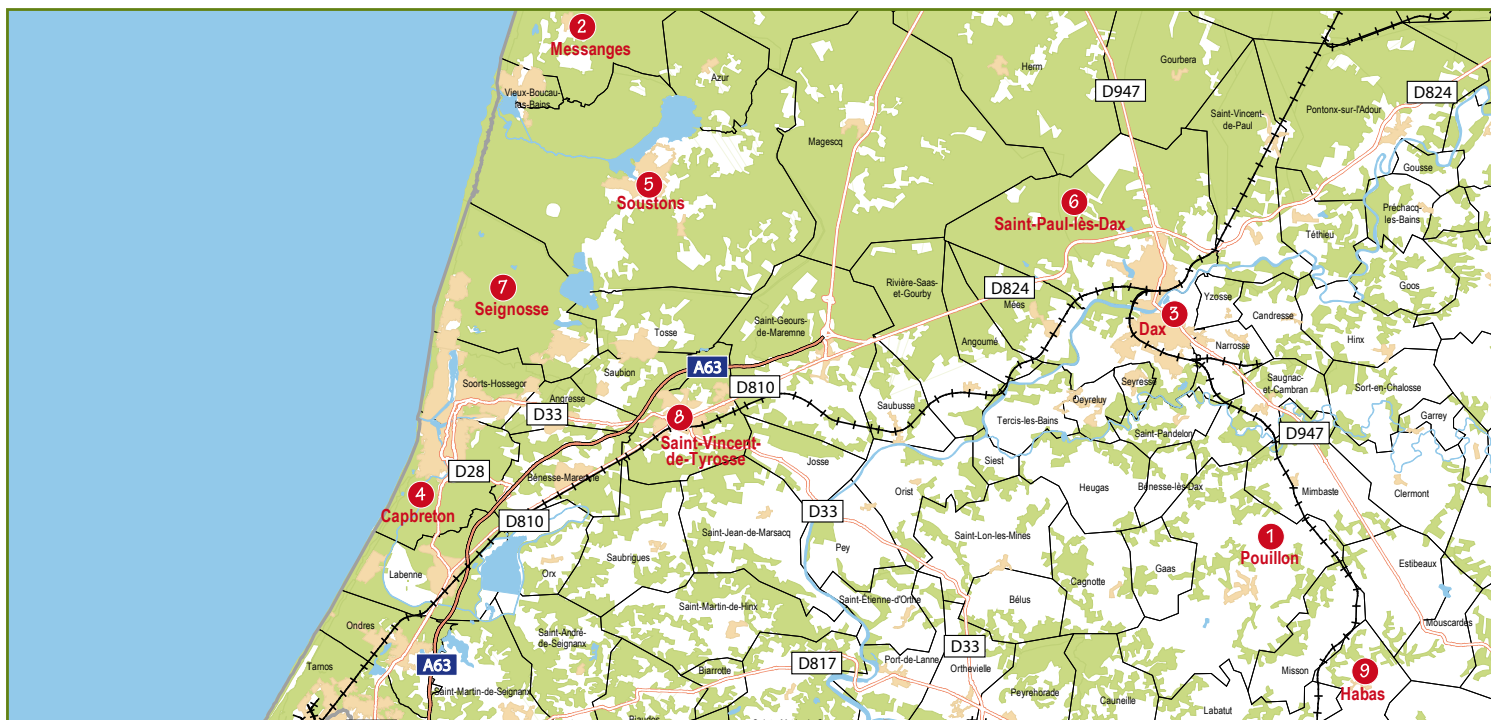 2
Messanges
Azur
Herm
Gourbera
Vieux-Boucau-
les-Bains
D947
D824
Saint-Vincent-
de-Paul
Pontonx-sur-l'Adour
Magescq
Gousse
5
Soustons
6
Saint-Paul-lès-Dax
Préchacq-
les-Bains
Téthieu
7
Seignosse
Rivière-Saas-
et-Gourby
D824
Mées
Yzosse
Goos
Tosse
Saint-Geours-
de-Maremne
3
Dax
Candresse
Hinx
Angoumé
Narrosse
A63
Saubion
Soorts-Hossegor
D810
Seyresse
Saugnac-
et-Cambran
Sort-en-Chalosse
Angresse
D33
8
Saint-Vincent-
de-Tyrosse
Saubusse
Oeyreluy
Tercis-les-Bains
Saint-Pandelon
D947
Garrey
D28
Josse
Siest
4
Capbreton
Bénesse-Maremne
Orist
Heugas
Bénesse-lès-Dax
Mimbaste
Clermont
D810
D33
Saint-Jean-de-Marsacq
Pey
Saint-Lon-les-Mines
1
Pouillon
Labenne
Orx
Saubrigues
Cagnotte
Gaas
Estibeaux
Saint-Martin-de-Hinx
Saint-Étienne-d'Orthe
Bélus
Ondres
Saint-André-
de-Seignanx
Mouscardes
D33
Tarnos
A63
Biarrotte
D817
Port-de-Lanne
Orthevielle
Misson
9
Habas
Saint-Martin-de-Seignanx
Peyrehorade
Cauneille
Labatut
Biaudos